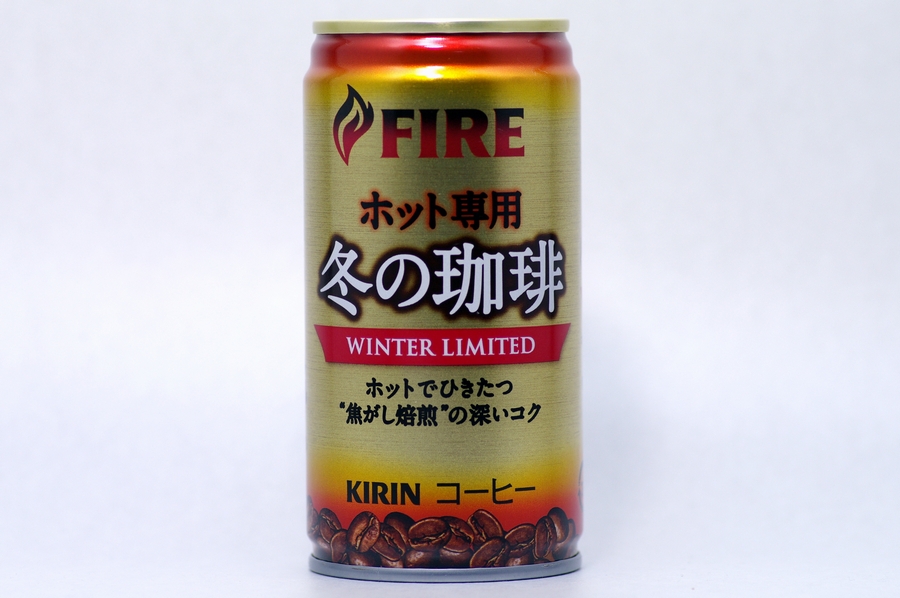 FIRE
ホット専用
冬の珈琲
WINTER LIMITED
ホットでひきたつ
“焦がし焙煎”の深いコク
KIRIN コーヒー